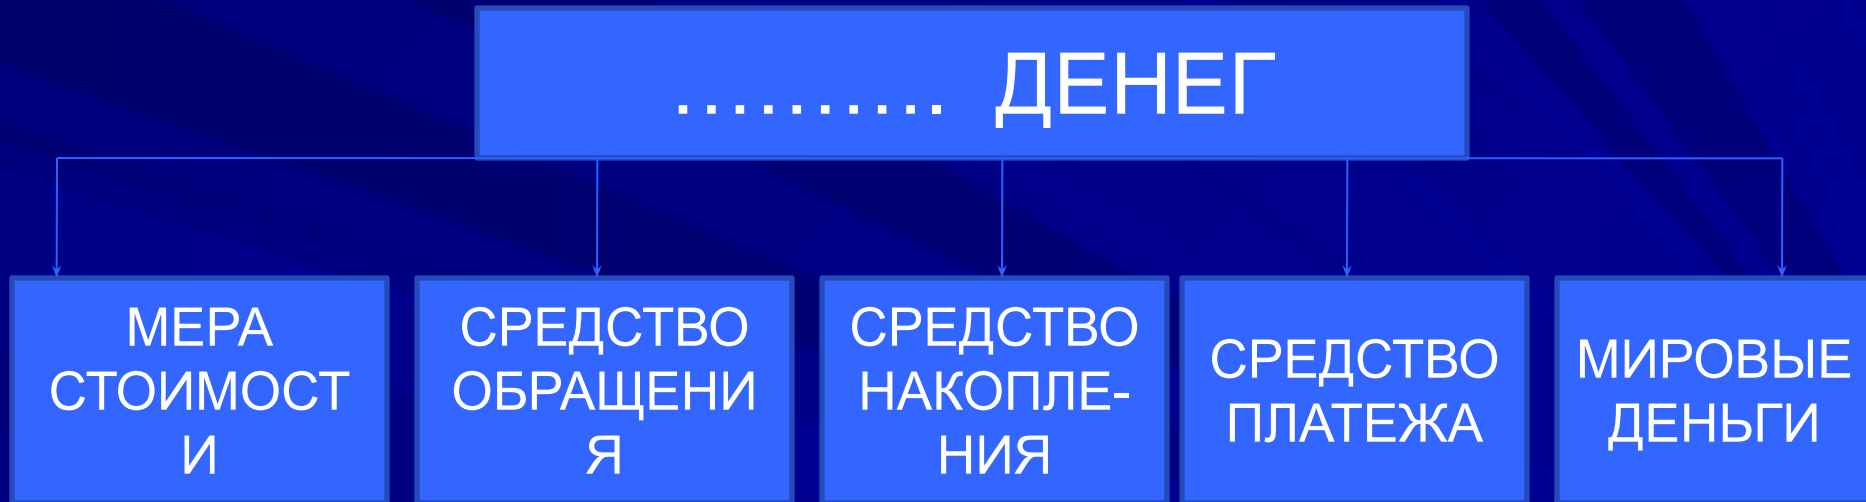 ………. ДЕНЕГ
МЕРА
СТОИМОСТ
И
СРЕДСТВО
ОБРАЩЕНИ
Я
СРЕДСТВО
НАКОПЛЕ-
НИЯ
СРЕДСТВО
ПЛАТЕЖА
МИРОВЫЕ
ДЕНЬГИ